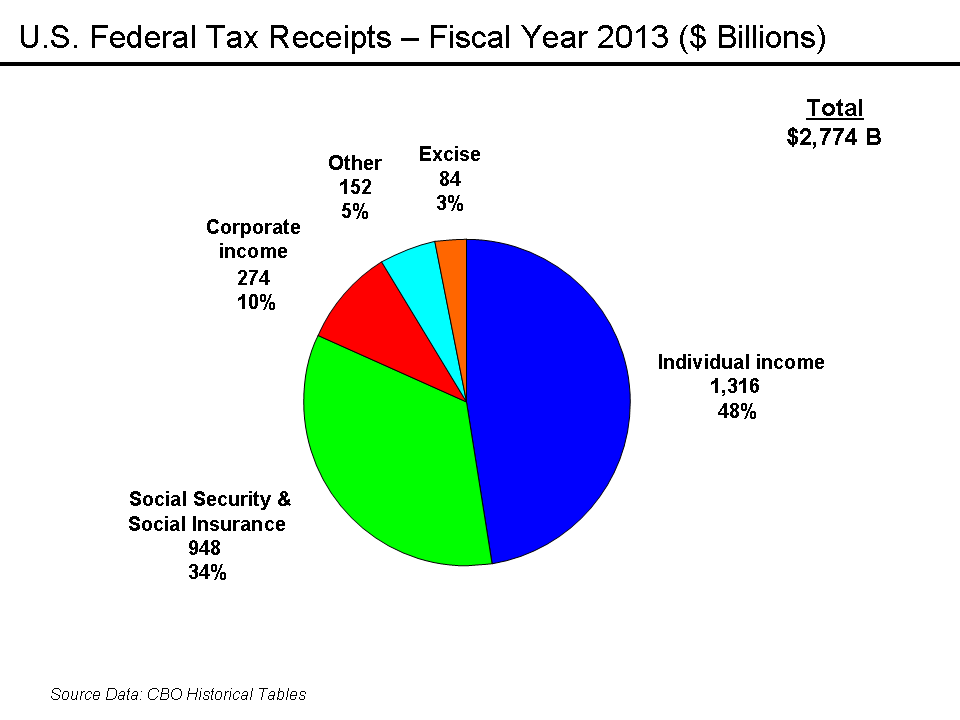 U.S. Federal Tax Receipts – Fiscal Year 2013 ($ Billions)
Total
$2,774 B
Excise
84
3%
Other
152
5%
Corporate
income
274
10%
Individual income
1,316
48%
Social Security &
Social Insurance
948
34%
Source Data: CBO Historical Tables